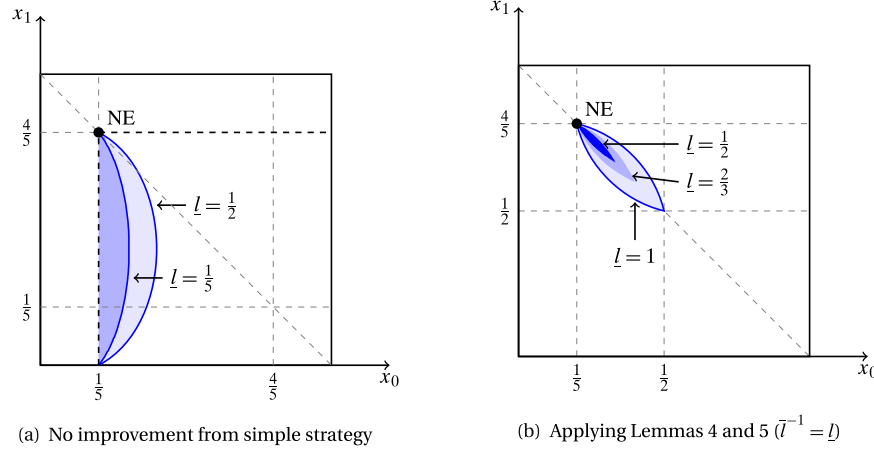 x₁
NE
4/5
l̲ = 1/2
l̲ = 1/5
1/5
1/5
4/5
x₀
(a) No improvement from simple strategy
x₁
NE
4/5
l̲ = 1/2
l̲ = 2/3
1/2
l̲ = 1
1/5
1/2
x₀
(b) Applying Lemmas 4 and 5 (l̅⁻¹ = l̲)